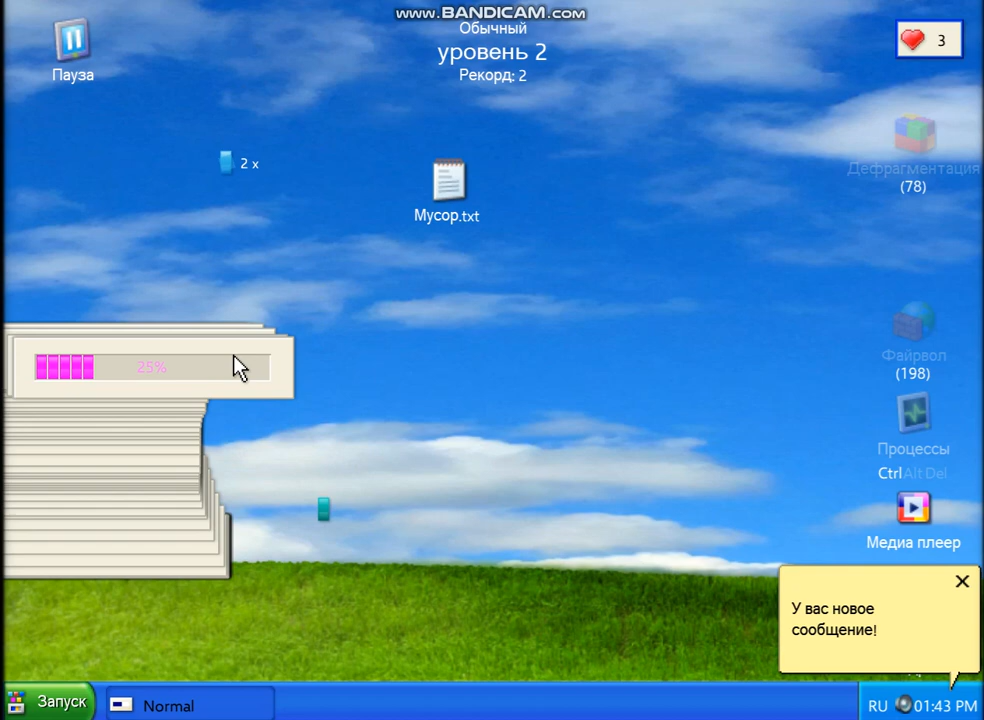 www.BANDICAM.com
Обычный
уровень 2
Рекорд: 2
3
Пауза
2 x
Мусор.txt
Дефрагментация
(78)
25%
Файрвол
(198)
Процессы
Ctrl Alt Del
Медиа плеер
У вас новое
сообщение!
Запуск
Normal
RU
01:43 PM